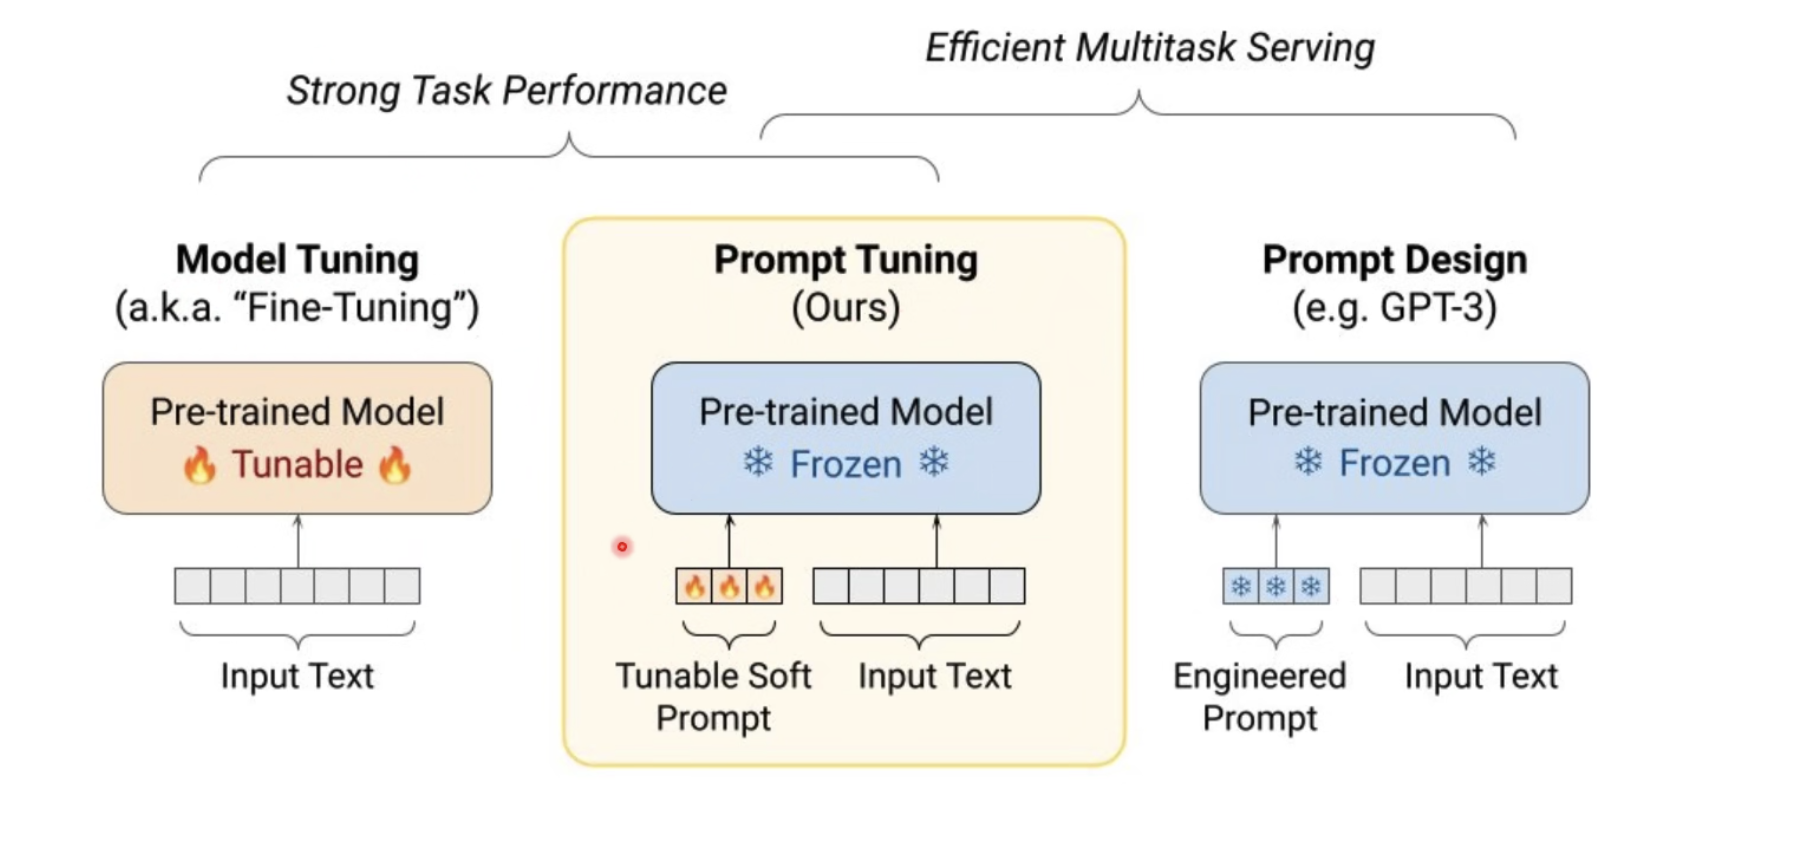 Efficient Multitask Serving
Strong Task Performance
Model Tuning
(a.k.a. “Fine-Tuning”)
Pre-trained Model
🔥 Tunable 🔥
Input Text
Prompt Tuning
(Ours)
Pre-trained Model
❄ Frozen ❄
Tunable Soft
Prompt
Input Text
Prompt Design
(e.g. GPT-3)
Pre-trained Model
❄ Frozen ❄
Engineered
Prompt
Input Text